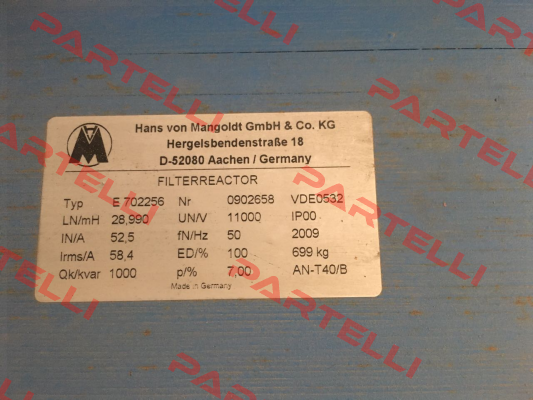 PARTELLI
PARTELLI
PARTELLI
Hans von Mangoldt GmbH & Co. KG
Hergelsbendenstraße 18
D-52080 Aachen / Germany
M
FILTERREACTOR
Typ E 702256 Nr 0902658 VDE0532
LN/mH 28,990 UN/V 11000 IP00
IN/A 52,5 fN/Hz 50 2009
Irms/A 58,4 ED/% 100 699 kg
Qk/kvar 1000 p/% 7,00 AN-T40/B
Made in Germany
PARTELLI
PARTELLI
PARTELLI